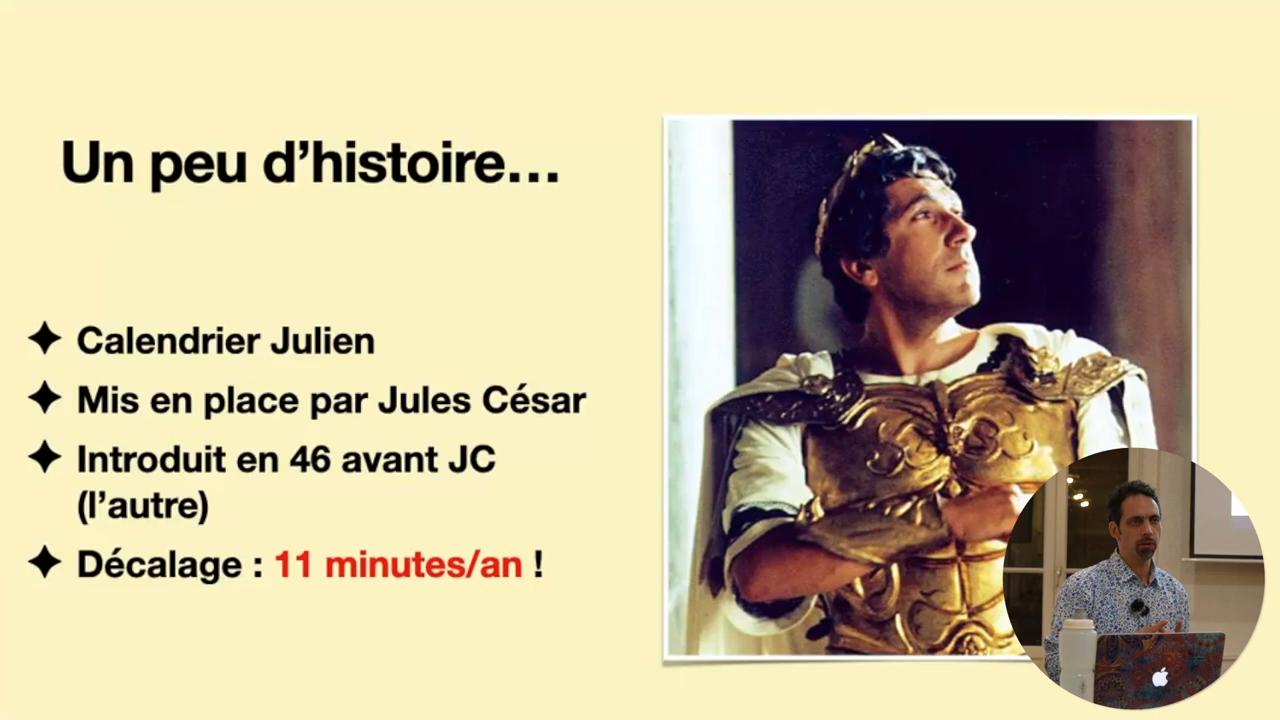 Un peu d’histoire…
Calendrier Julien
Mis en place par Jules César
Introduit en 46 avant JC
(l’autre)
Décalage : 11 minutes/an !